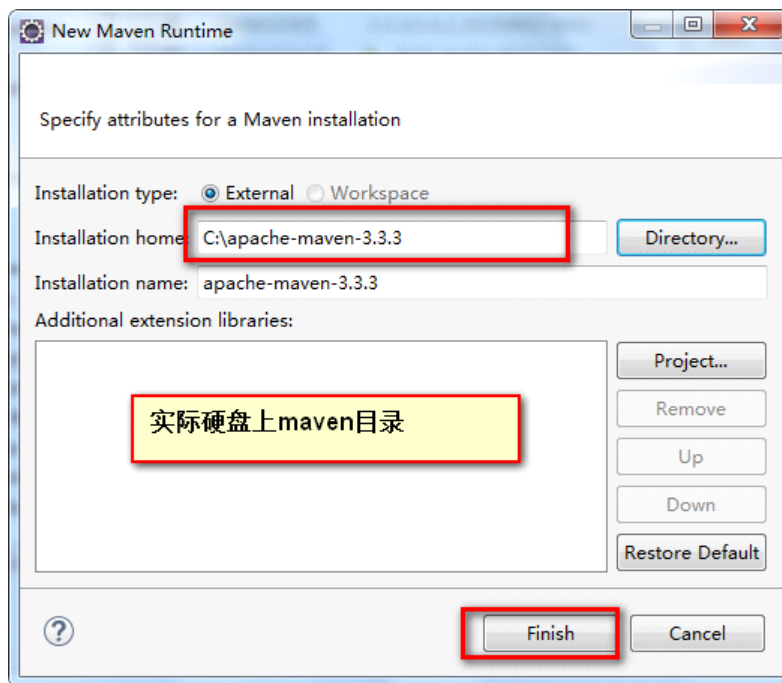 New Maven Runtime
Specify attributes for a Maven installation
Installation type: External Workspace
Installation home: C:\apache-maven-3.3.3 Directory...
Installation name: apache-maven-3.3.3
Additional extension libraries:
Project...
实际硬盘上maven目录
Remove
Up
Down
Restore Default
?
Finish Cancel